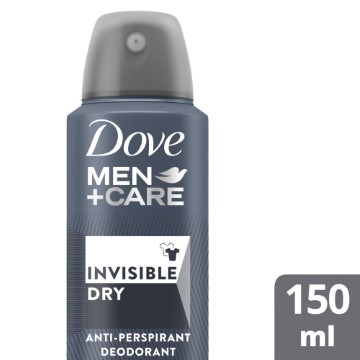 Dove
MEN
+CARE
INVISIBLE
DRY
ANTI-PERSPIRANT
DEODORANT
150
ml